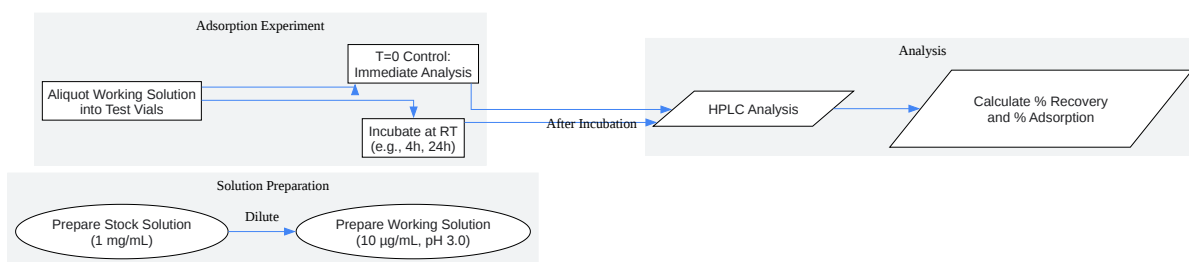 Adsorption Experiment
Aliquot Working Solution
into Test Vials
T=0 Control:
Immediate Analysis
Incubate at RT
(e.g., 4h, 24h)
After Incubation
Analysis
HPLC Analysis
Calculate % Recovery
and % Adsorption
Solution Preparation
Prepare Stock Solution
(1 mg/mL)
Dilute
Prepare Working Solution
(10 µg/mL, pH 3.0)